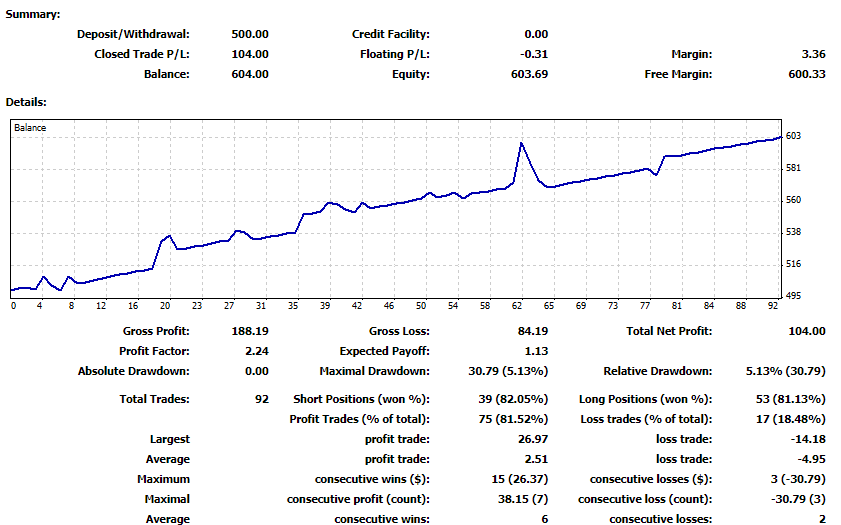 Summary:
Deposit/Withdrawal: 500.00 Credit Facility: 0.00
Closed Trade P/L: 104.00 Floating P/L: -0.31 Margin: 3.36
Balance: 604.00 Equity: 603.69 Free Margin: 600.33
Details:
Balance
603
581
560
538
516
495
0 4 8 12 16 20 23 27 31 35 39 42 46 50 54 58 62 65 69 73 77 81 84 88 92
Gross Profit: 188.19 Gross Loss: 84.19 Total Net Profit: 104.00
Profit Factor: 2.24 Expected Payoff: 1.13
Absolute Drawdown: 0.00 Maximal Drawdown: 30.79 (5.13%) Relative Drawdown: 5.13% (30.79)
Total Trades: 92 Short Positions (won %): 39 (82.05%) Long Positions (won %): 53 (81.13%)
Profit Trades (% of total): 75 (81.52%) Loss trades (% of total): 17 (18.48%)
Largest profit trade: 26.97 loss trade: -14.18
Average profit trade: 2.51 loss trade: -4.95
Maximum consecutive wins ($): 15 (26.37) consecutive losses ($): 3 (-30.79)
Maximal consecutive profit (count): 38.15 (7) consecutive loss (count): -30.79 (3)
Average consecutive wins: 6 consecutive losses: 2